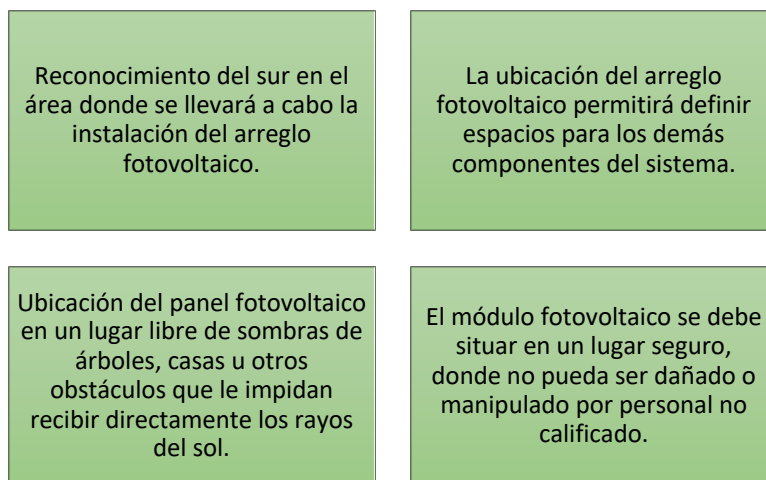 Reconocimiento del sur en el
área donde se llevará a cabo la
instalación del arreglo
fotovoltaico.
La ubicación del arreglo
fotovoltaico permitirá definir
espacios para los demás
componentes del sistema.
Ubicación del panel fotovoltaico
en un lugar libre de sombras de
árboles, casas u otros
obstáculos que le impidan
recibir directamente los rayos
del sol.
El módulo fotovoltaico se debe
situar en un lugar seguro,
donde no pueda ser dañado o
manipulado por personal no
calificado.